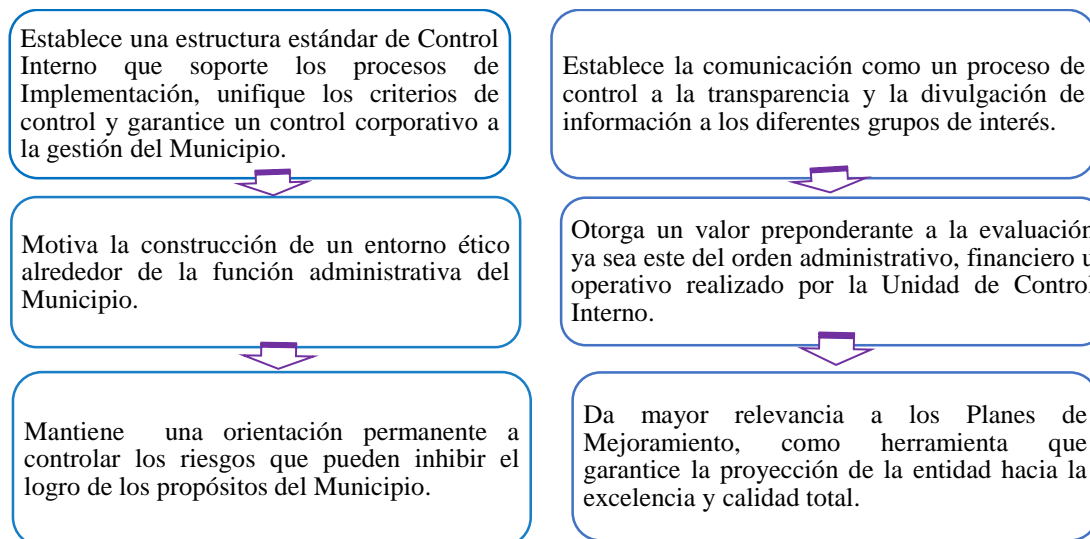 Establece una estructura estándar de Control
Interno que soporte los procesos de
Implementación, unifique los criterios de
control y garantice un control corporativo a
la gestión del Municipio.
Motiva la construcción de un entorno ético
alrededor de la función administrativa del
Municipio.
Mantiene una orientación permanente a
controlar los riesgos que pueden inhibir el
logro de los propósitos del Municipio.
Establece la comunicación como un proceso de
control a la transparencia y la divulgación de
información a los diferentes grupos de interés.
Otorga un valor preponderante a la evaluación
ya sea este del orden administrativo, financiero u
operativo realizado por la Unidad de Control
Interno.
Da mayor relevancia a los Planes de
Mejoramiento, como herramienta que
garantice la proyección de la entidad hacia la
excelencia y calidad total.